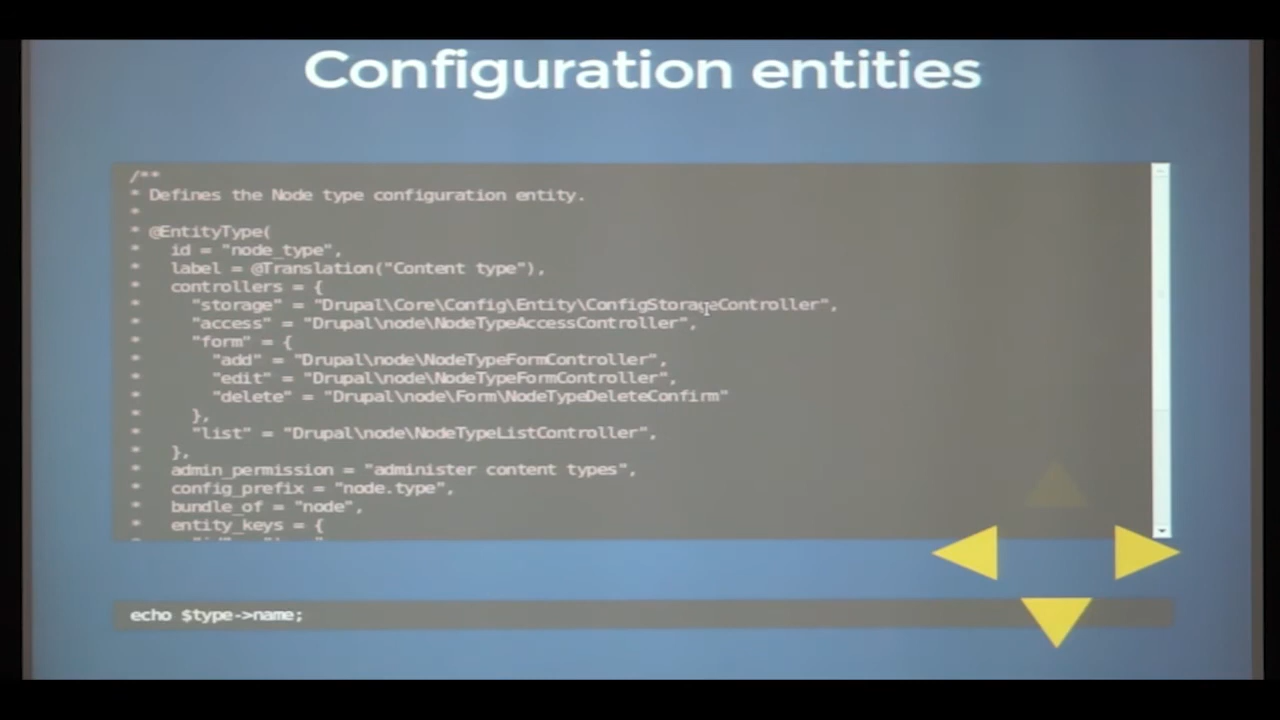 Configuration entities
/**
* Defines the Node type configuration entity.
*
* @EntityType(
*   id = "node_type",
*   label = @Translation("Content type"),
*   controllers = {
*     "storage" = "Drupal\Core\Config\Entity\ConfigStorageController",
*     "access" = "Drupal\node\NodeTypeAccessController",
*     "form" = {
*       "add" = "Drupal\node\NodeTypeFormController",
*       "edit" = "Drupal\node\NodeTypeFormController",
*       "delete" = "Drupal\node\Form\NodeTypeDeleteConfirm"
*     },
*     "list" = "Drupal\node\NodeTypeListController",
*   },
*   admin_permission = "administer content types",
*   config_prefix = "node.type",
*   bundle_of = "node",
*   entity_keys = {
echo $type->name;